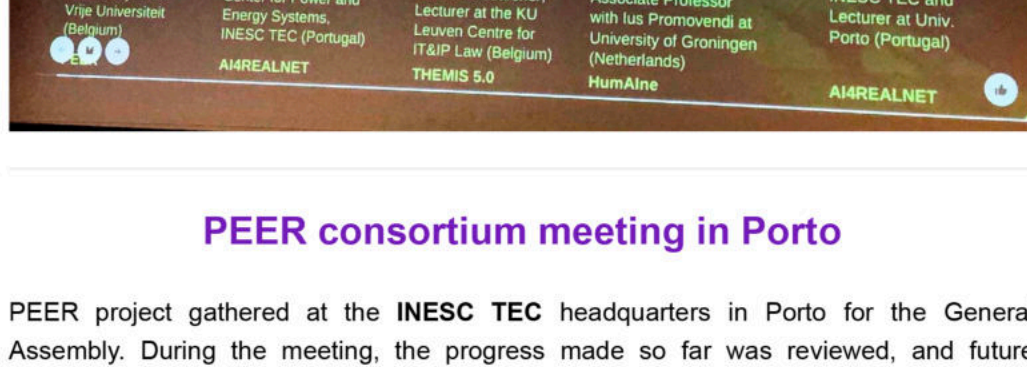 Vrije Universiteit
(Belgium)
Energy Systems,
INESC TEC (Portugal)
AI4REALNET
Lecturer at the KU
Leuven Centre for
IT&IP Law (Belgium)
THEMIS 5.0
Associate Professor
with Ius Promovendi at
University of Groningen
(Netherlands)
HumAIne
INESC TEC and
Lecturer at Univ.
Porto (Portugal)
AI4REALNET
PEER consortium meeting in Porto
PEER project gathered at the INESC TEC headquarters in Porto for the Genera
Assembly. During the meeting, the progress made so far was reviewed, and future